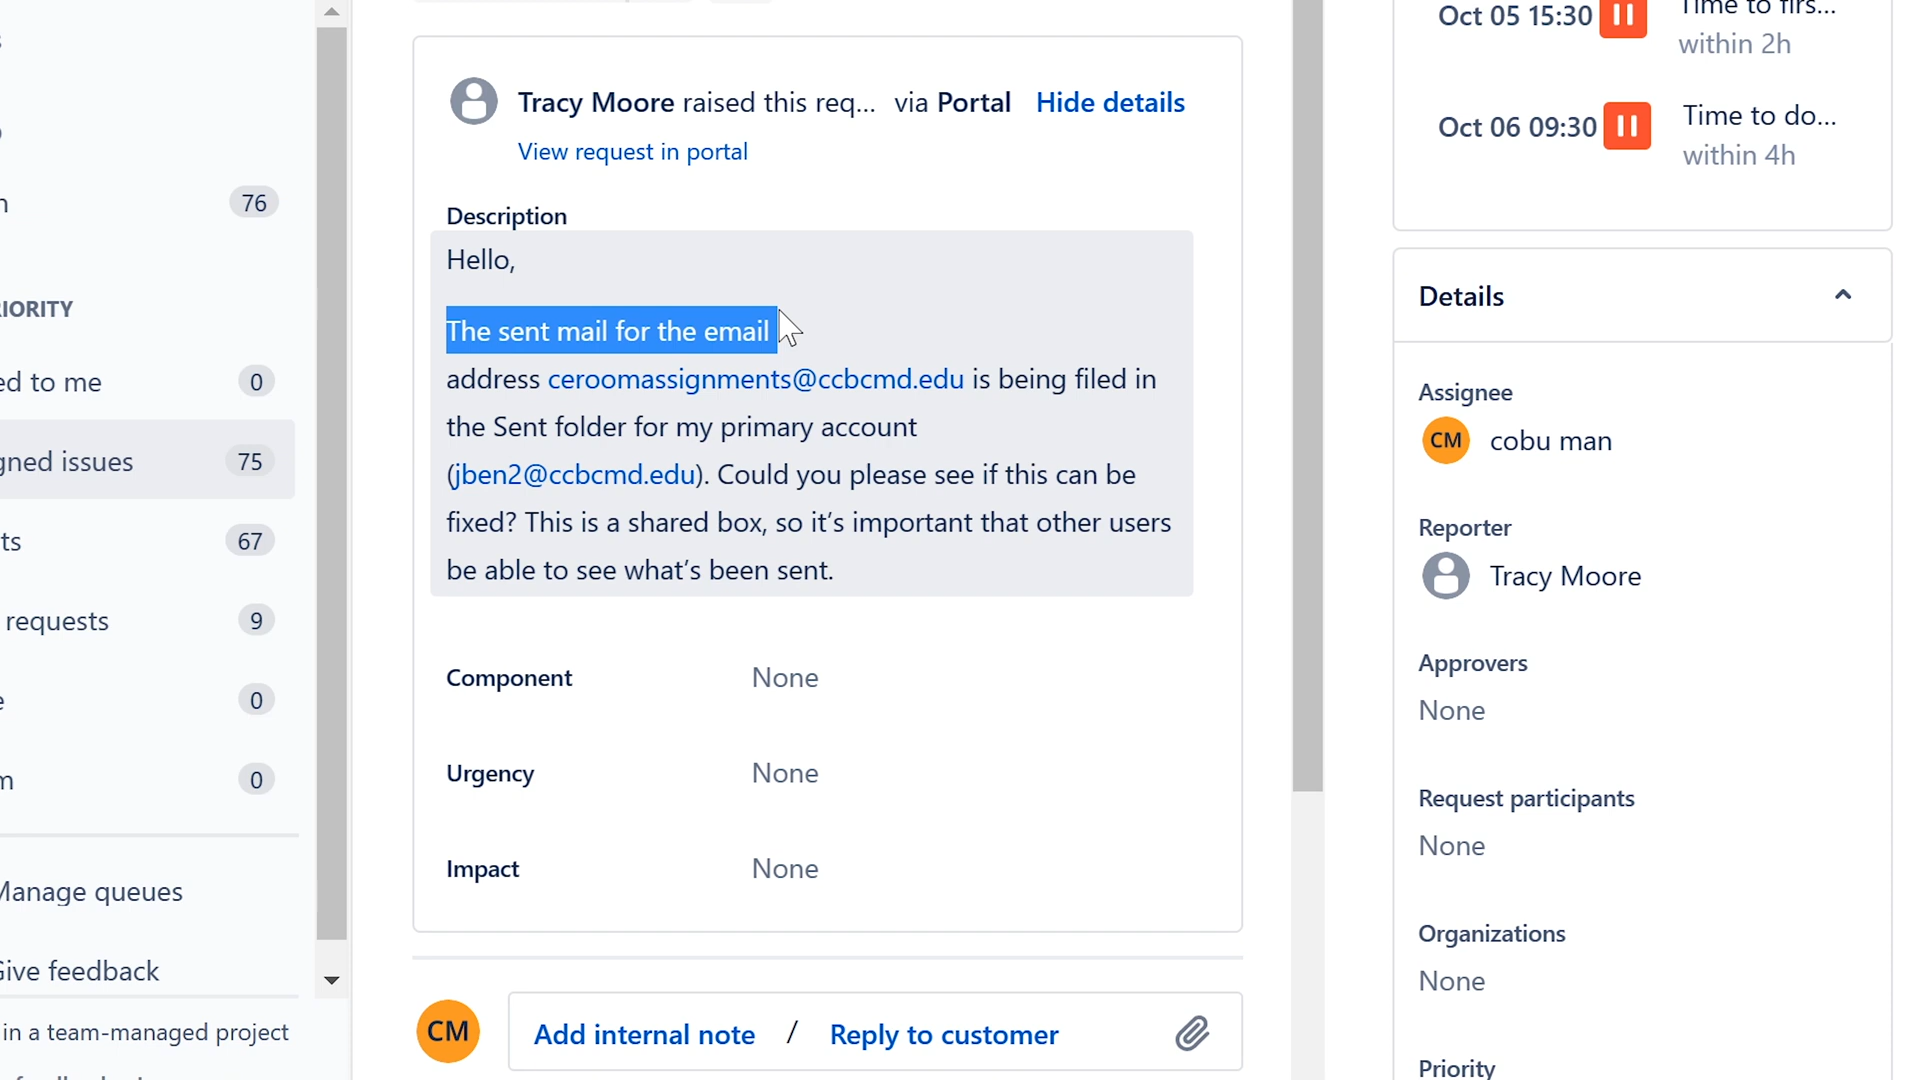 76
IORITY
ed to me 0
gned issues 75
ts 67
requests 9
e 0
m 0
Manage queues
Give feedback
in a team-managed project
Tracy Moore raised this req... via Portal Hide details
View request in portal
Description
Hello,
The sent mail for the email
address ceroomassignments@ccbcmd.edu is being filed in
the Sent folder for my primary account
(jben2@ccbcmd.edu). Could you please see if this can be
fixed? This is a shared box, so it’s important that other users
be able to see what’s been sent.
Component None
Urgency None
Impact None
CM Add internal note / Reply to customer
Oct 05 15:30 Time to firs...
within 2h
Oct 06 09:30 Time to do...
within 4h
Details
Assignee
CM cobu man
Reporter
Tracy Moore
Approvers
None
Request participants
None
Organizations
None
Priority